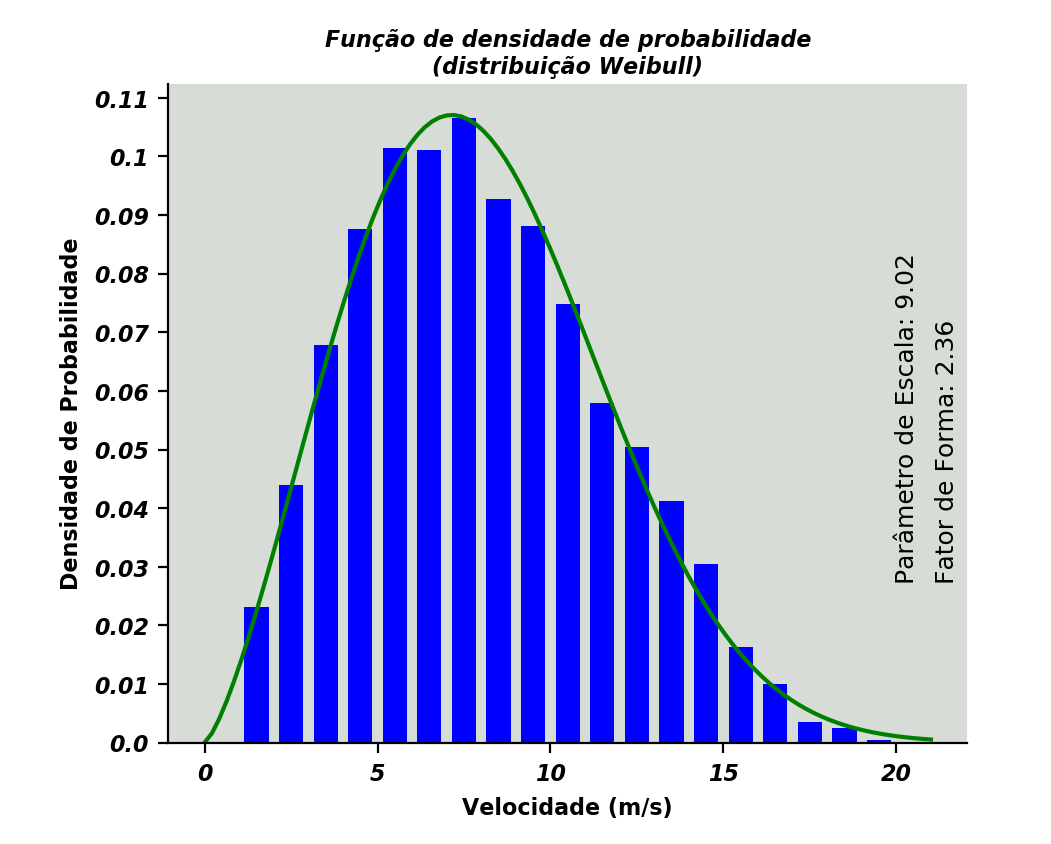 Função de densidade de probabilidade
(distribuição Weibull)
Densidade de Probabilidade
0.11
0.1
0.09
0.08
0.07
0.06
0.05
0.04
0.03
0.02
0.01
0.0
Parâmetro de Escala: 9.02
Fator de Forma: 2.36
0 5 10 15 20
Velocidade (m/s)